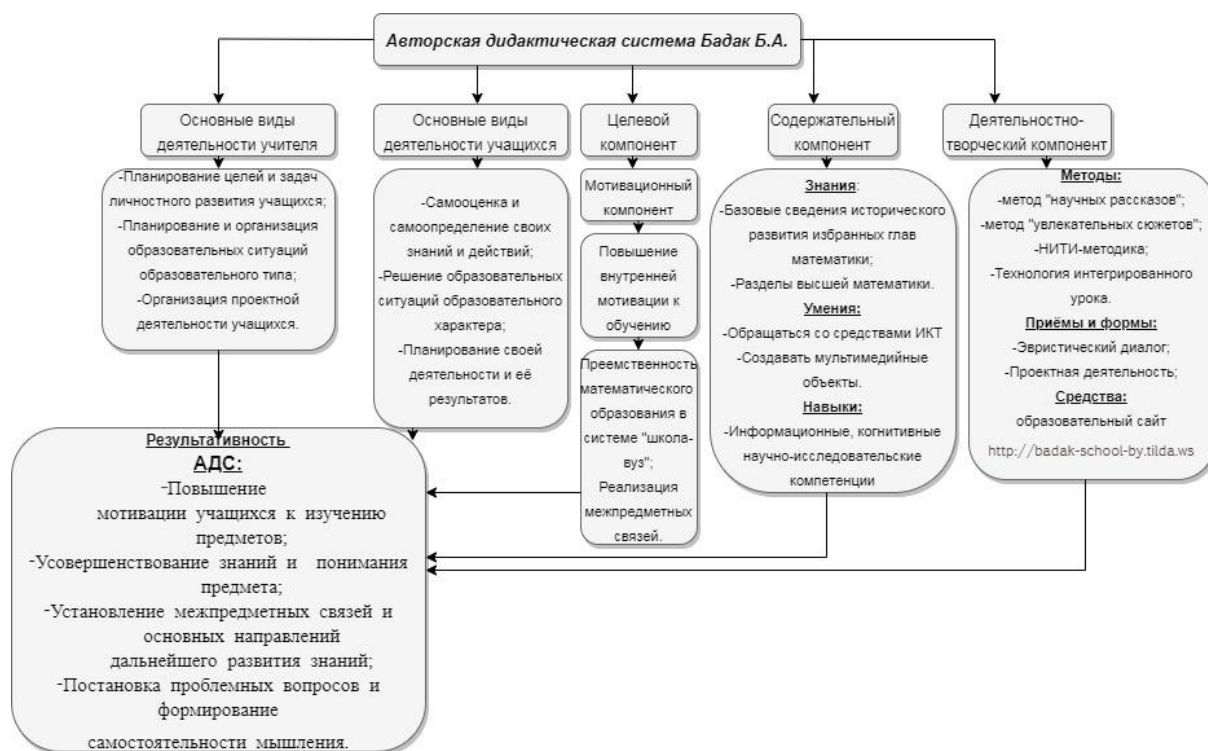 Авторская дидактическая система Бадак Б.А.
Основные виды
деятельности учителя
Основные виды
деятельности учащихся
Целевой
компонент
Содержательный
компонент
Деятельностно-
творческий компонент
-Планирование целей и задач
личностного развития учащихся;
-Планирование и организация
образовательных ситуаций
образовательного типа;
-Организация проектной
деятельности учащихся.
-Самооценка и
самоопределение своих
знаний и действий;
-Решение образовательных
ситуаций образовательного
характера;
-Планирование своей
деятельности и её
результатов.
Мотивационный
компонент
Повышение
внутренней
мотивации к
обучению
Преемственность
математического
образования в
системе "школа-
вуз";
Реализация
межпредметных
связей.
Знания:
-Базовые сведения исторического
развития избранных глав
математики;
-Разделы высшей математики.
Умения:
-Обращаться со средствами ИКТ
-Создавать мультимедийные
объекты.
Навыки:
-Информационные, когнитивные
научно-исследовательские
компетенции
Методы:
-метод "научных рассказов";
-метод "увлекательных сюжетов";
-НИТИ-методика;
-Технология интегрированного
урока.
Приёмы и формы:
-Эвристический диалог;
-Проектная деятельность;
Средства:
образовательный сайт
http://badak-school-by.tilda.ws
Результативность
АДС:
-Повышение
мотивации учащихся к изучению
предметов;
-Усовершенствование знаний и понимания
предмета;
-Установление межпредметных связей и
основных направлений
дальнейшего развития знаний;
-Постановка проблемных вопросов и
формирование
самостоятельности мышления.